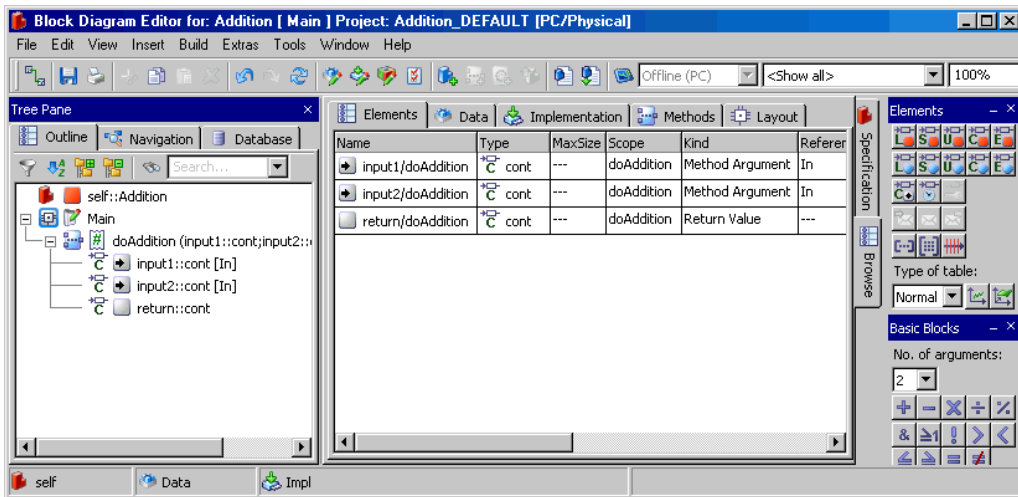 Block Diagram Editor for: Addition [ Main ] Project: Addition_DEFAULT [PC/Physical]
File Edit View Insert Build Extras Tools Window Help
Offline (PC) <Show all> 100%
Tree Pane
Outline Navigation Database
Search...
self::Addition
Main
doAddition (input1::cont;input2::
input1::cont [In]
input2::cont [In]
return::cont
Elements Data Implementation Methods Layout
Name Type MaxSize Scope Kind Referer
input1/doAddition C cont --- doAddition Method Argument In
input2/doAddition C cont --- doAddition Method Argument In
return/doAddition C cont --- doAddition Return Value ---
Specification
Browse
Elements
L S U C E
L S U C E
C
Type of table:
Normal
Basic Blocks
No. of arguments:
2
+ − × ÷ %
& ≥1 ! > <
= ≠
self Data Impl